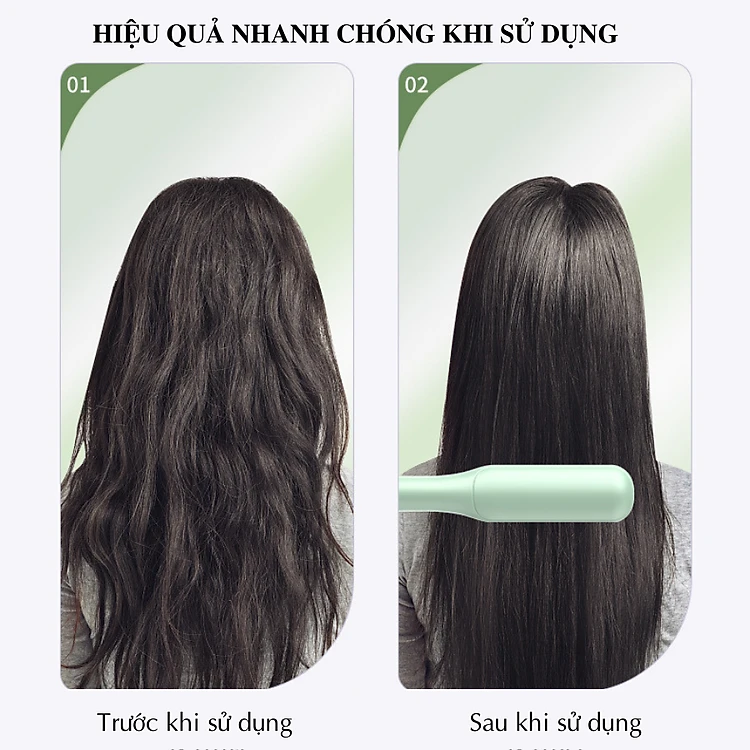 HIỆU QUẢ NHANH CHÓNG KHI SỬ DỤNG
01
02
Trước khi sử dụng
Sau khi sử dụng